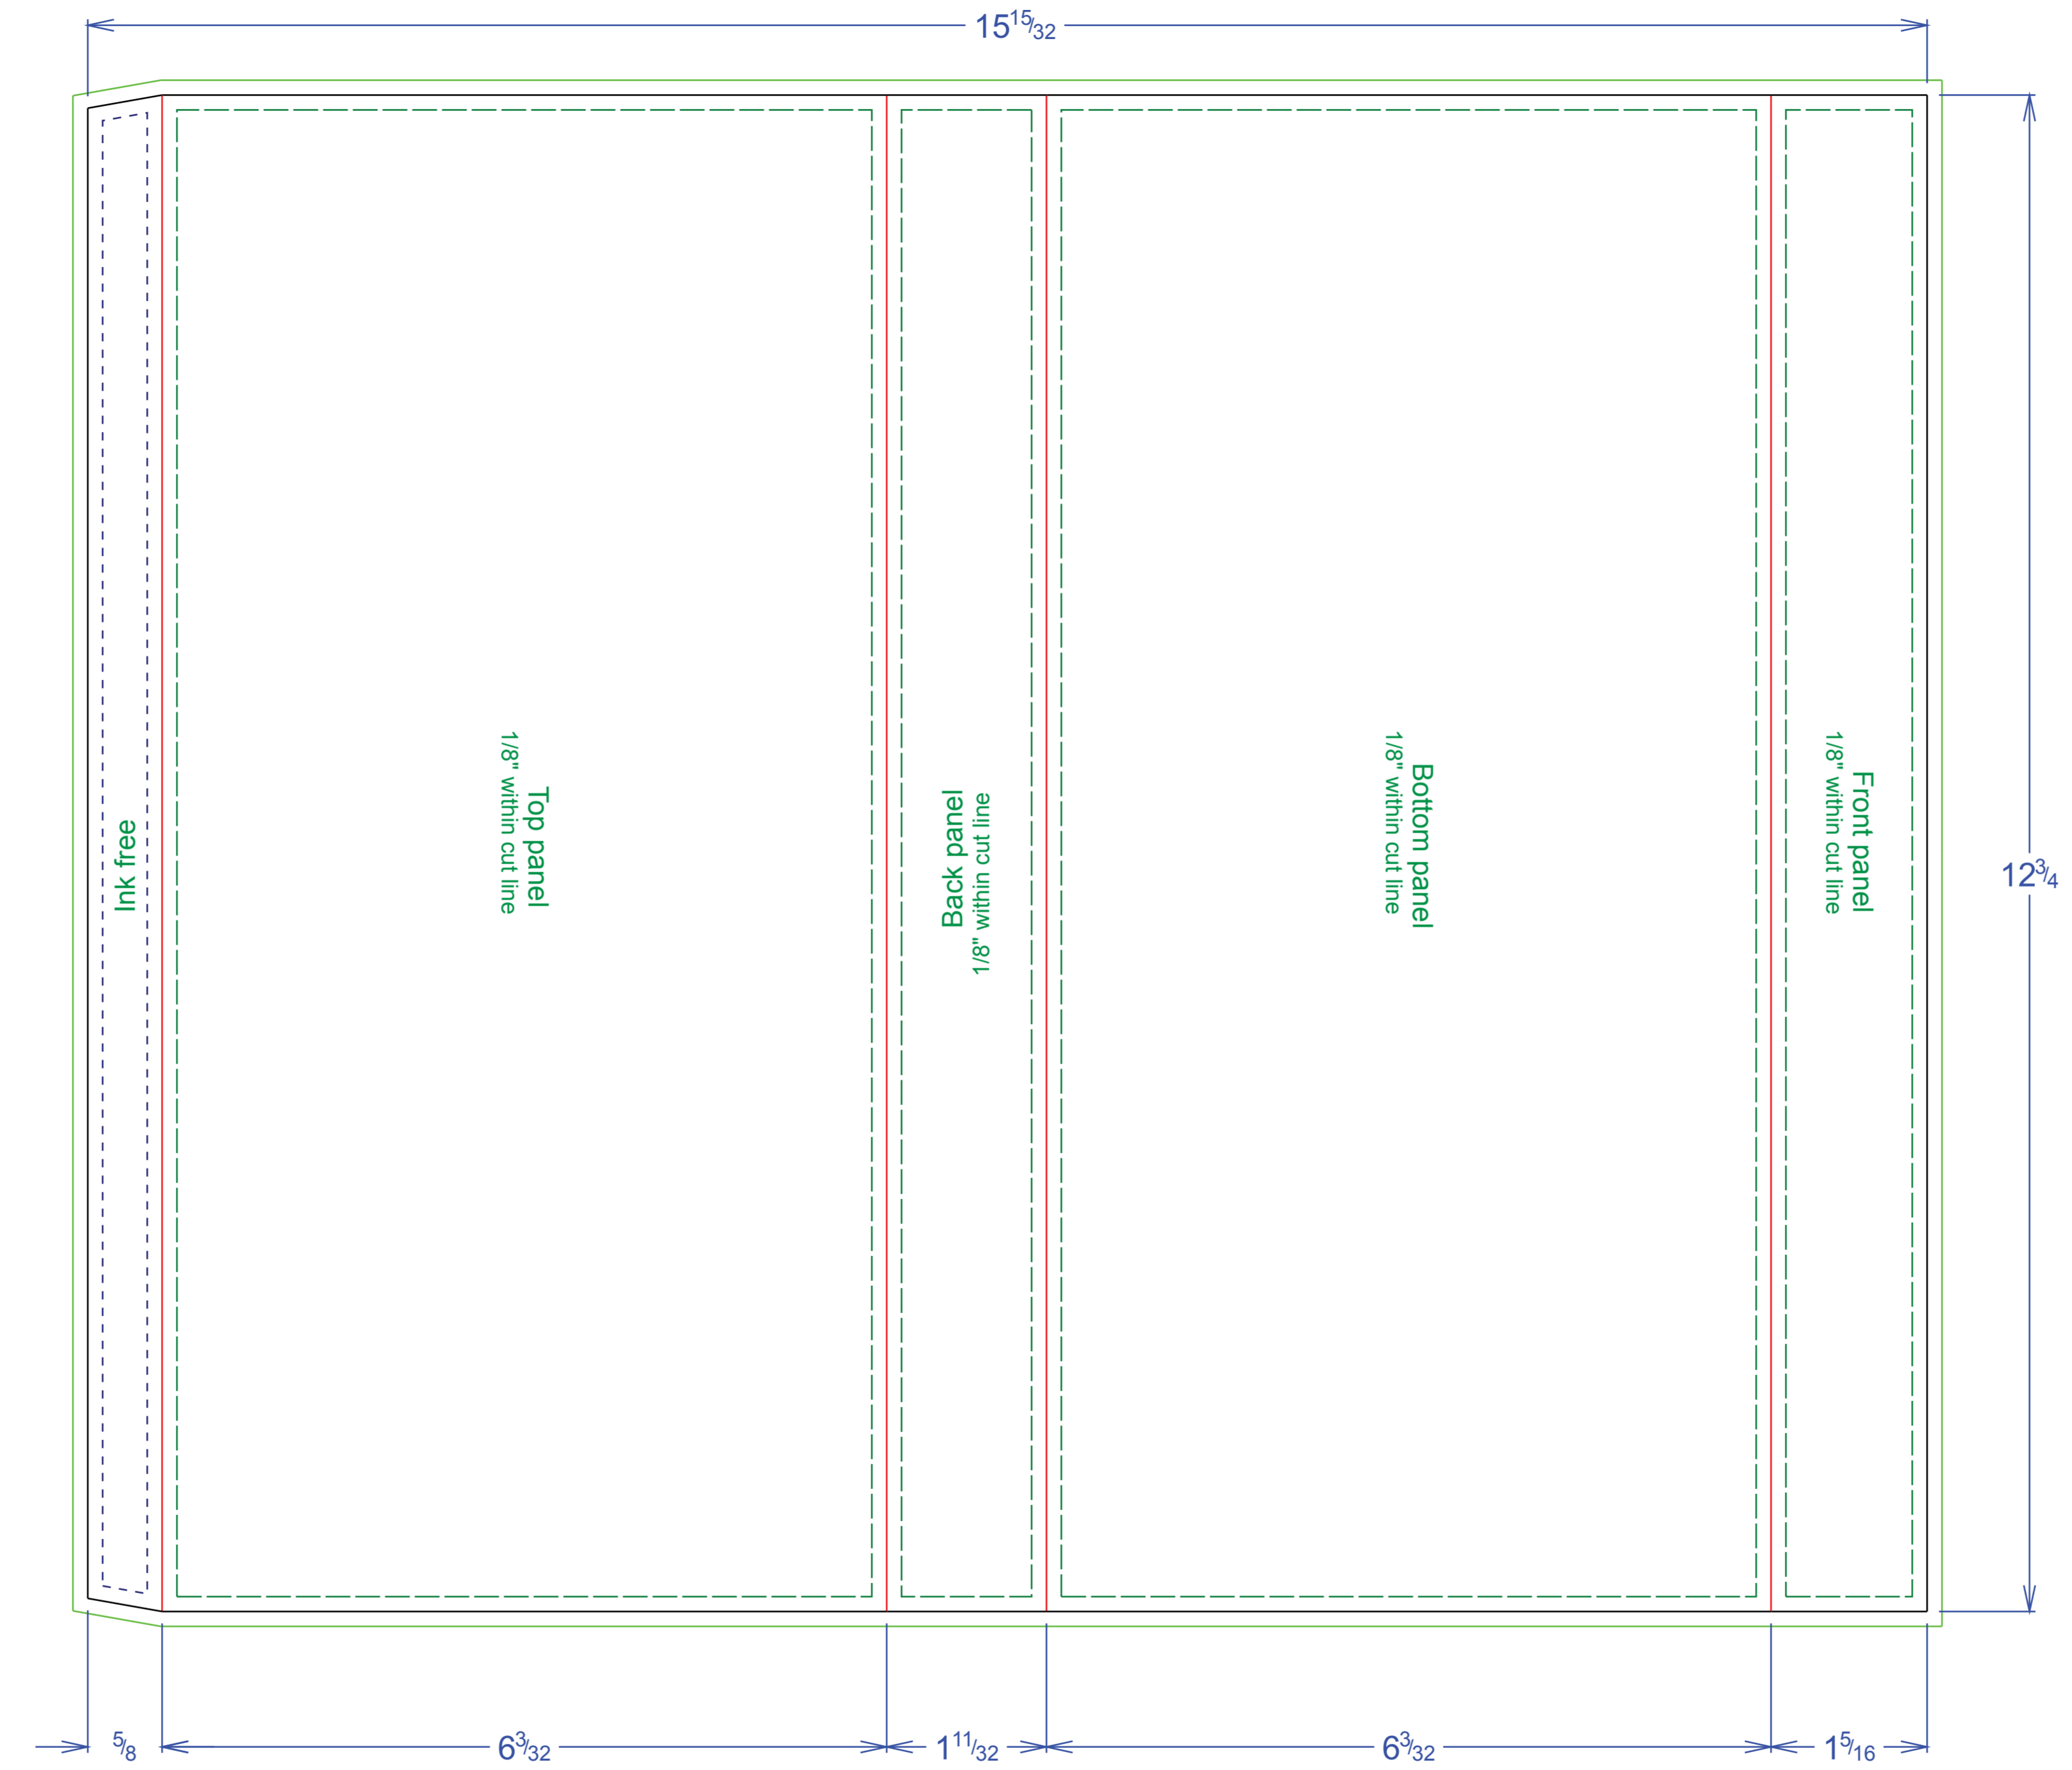 15 15/32
Ink free
Top panel
1/8" within cut line
Back panel
1/8" within cut line
Bottom panel
1/8" within cut line
Front panel
1/8" within cut line
12 3/4
5/8
6 3/32
1 11/32
6 3/32
1 5/16